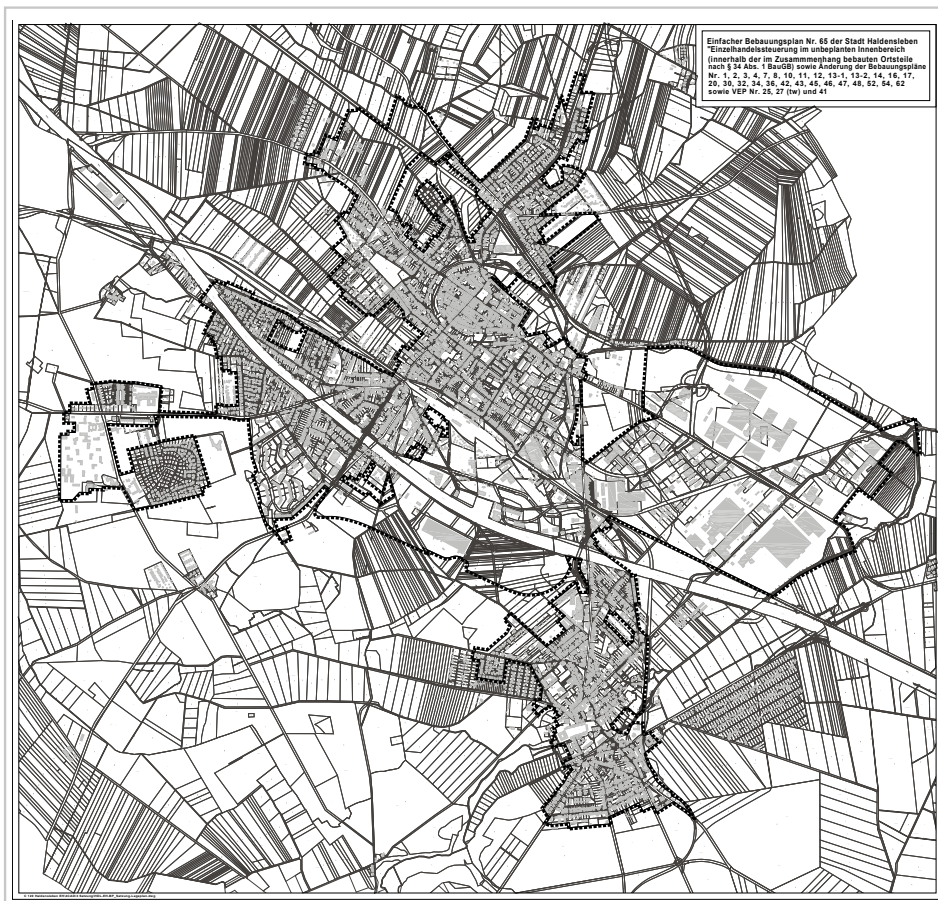 Einfacher Bebauungsplan Nr. 65 der Stadt Haldensleben
"Einzelhandelssteuerung im unbeplanten Innenbereich
(innerhalb der im Zusammmenhang bebauten Ortsteile
nach § 34 Abs. 1 BauGB) sowie Änderung der Bebauungspläne
Nr. 1, 2, 3, 4, 7, 8, 10, 11, 12, 13-1, 13-2, 14, 16, 17,
20, 30, 32, 34, 36, 42, 43, 45, 46, 47, 48, 52, 54, 62
sowie VEP Nr. 25, 27 (tw) und 41